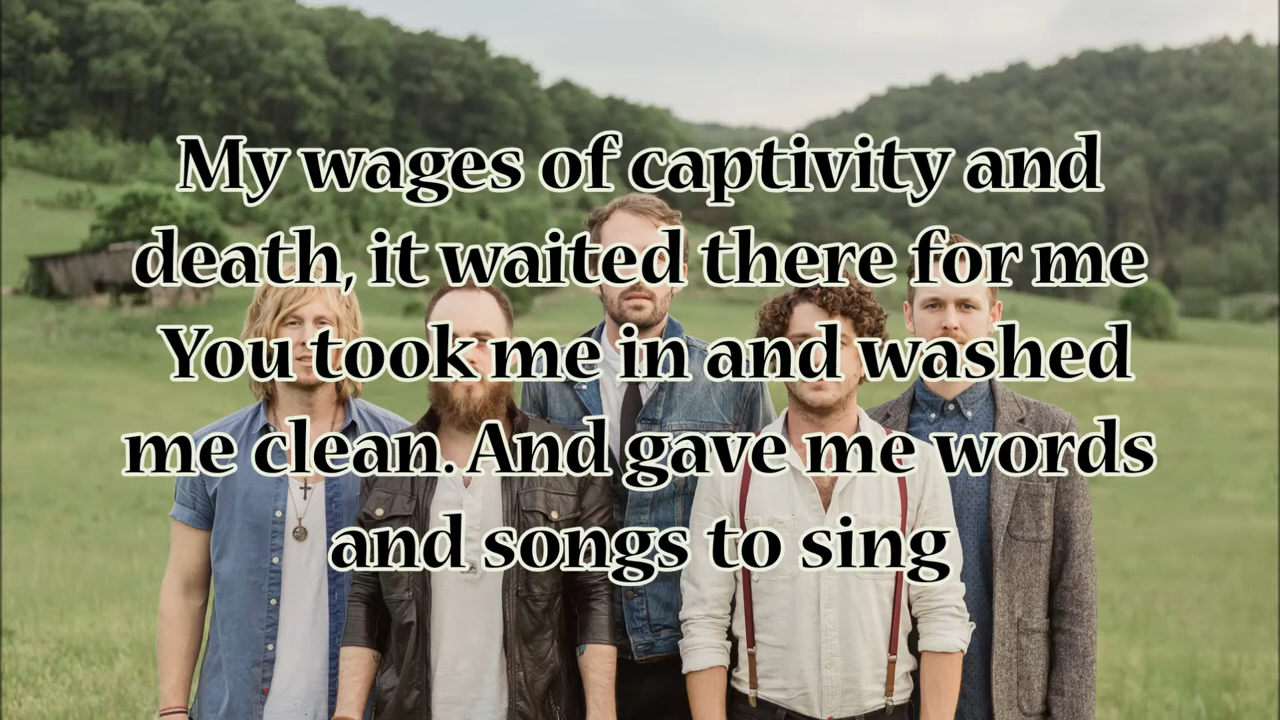 My wages of captivity and
death, it waited there for me
You took me in and washed
me clean. And gave me words
and songs to sing